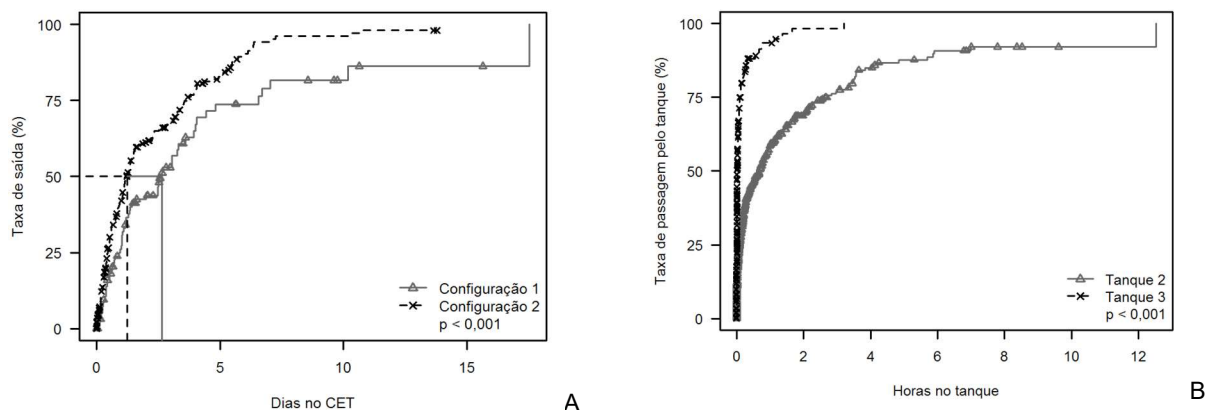 Taxa de saída (%)
100
75
50
25
0
0
5
10
15
Dias no CET
Configuração 1
Configuração 2
p < 0,001
A
Taxa de passagem pelo tanque (%)
100
75
50
25
0
0
2
4
6
8
10
12
Horas no tanque
Tanque 2
Tanque 3
p < 0,001
B